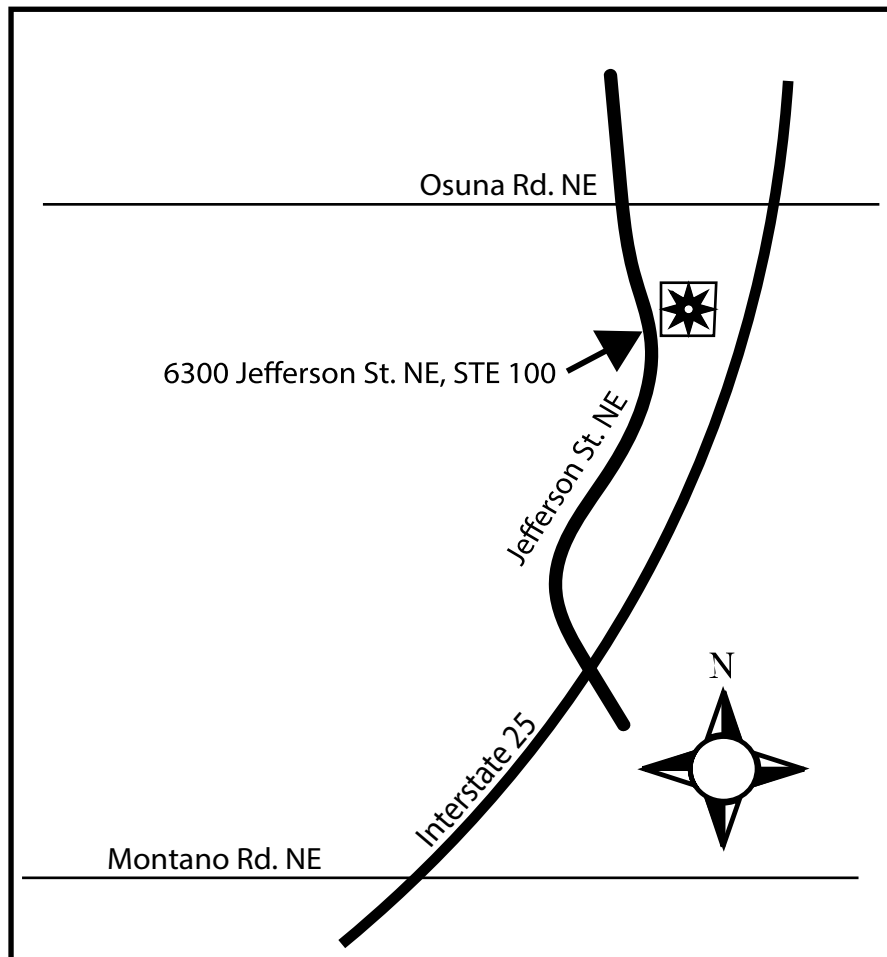 Osuna Rd. NE
6300 Jefferson St. NE, STE 100
Jefferson St. NE
N
Interstate 25
Montano Rd. NE